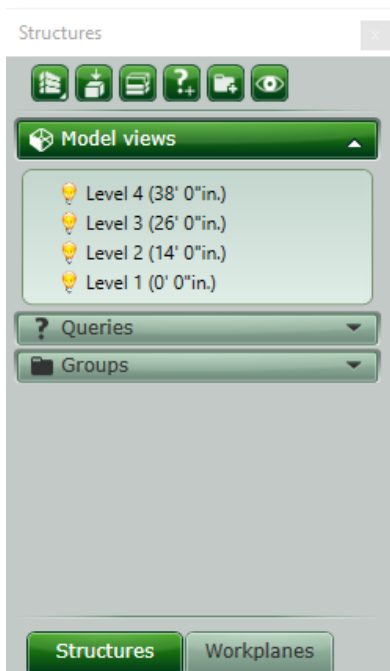 Structures
x
Model views
Level 4 (38' 0"in.)
Level 3 (26' 0"in.)
Level 2 (14' 0"in.)
Level 1 (0' 0"in.)
? Queries
Groups
Structures Workplanes